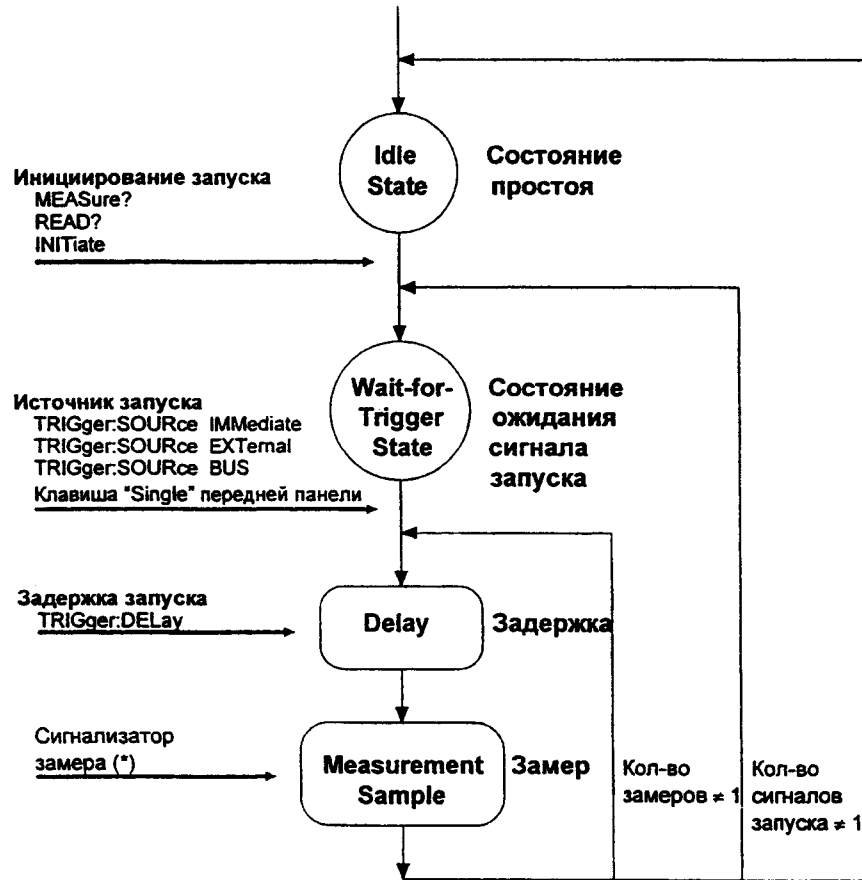 Idle
State
Состояние
простоя
Инициирование запуска
MEASure?
READ?
INITiate
Wait-for-
Trigger
State
Состояние
ожидания
сигнала
запуска
Источник запуска
TRIGger:SOURce IMMediate
TRIGger:SOURce EXTernal
TRIGger:SOURce BUS
Клавиша "Single" передней панели
Задержка запуска
TRIGger:DELay
Delay
Задержка
Сигнализатор
замера (*)
Measurement
Sample
Замер
Кол-во
замеров ≠ 1
Кол-во
сигналов
запуска ≠ 1